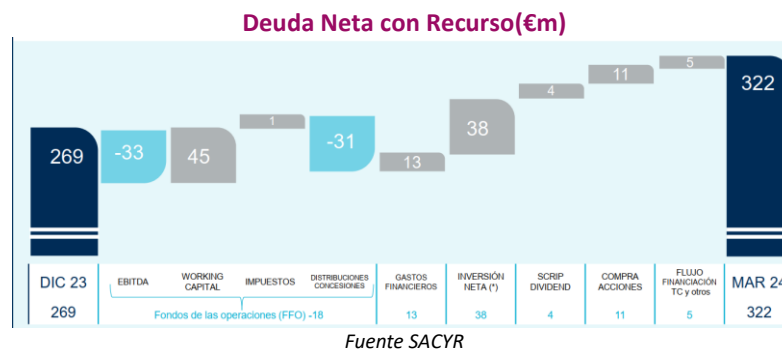 Deuda Neta con Recurso(€m)
269
-33
45
1
-31
13
38
4
11
5
322
DIC 23
EBITDA
WORKING
CAPITAL
IMPUESTOS
DISTRIBUCIONES
CONCESIONES
GASTOS
FINANCIEROS
INVERSIÓN
NETA (*)
SCRIP
DIVIDEND
COMPRA
ACCIONES
FLUJO
FINANCIACIÓN
TC y otros
MAR 24
269
Fondos de las operaciones (FFO) -18
13
38
4
11
5
322
Fuente SACYR